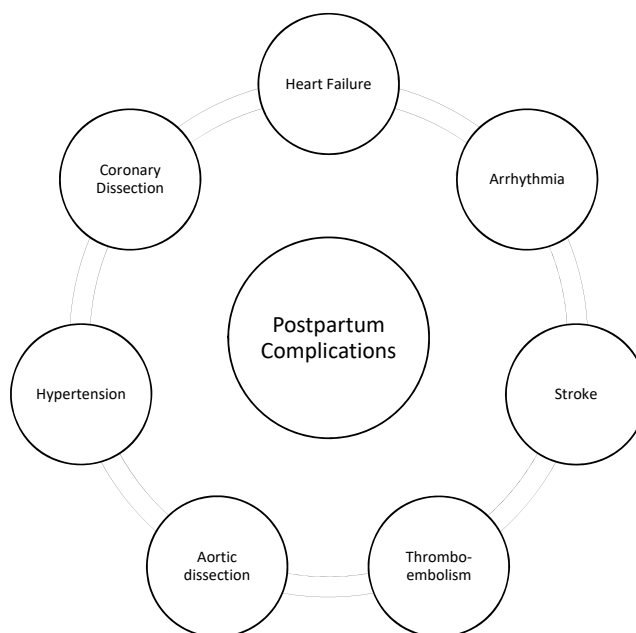 Heart Failure
Arrhythmia
Stroke
Thrombo-
embolism
Aortic
dissection
Hypertension
Coronary
Dissection
Postpartum
Complications